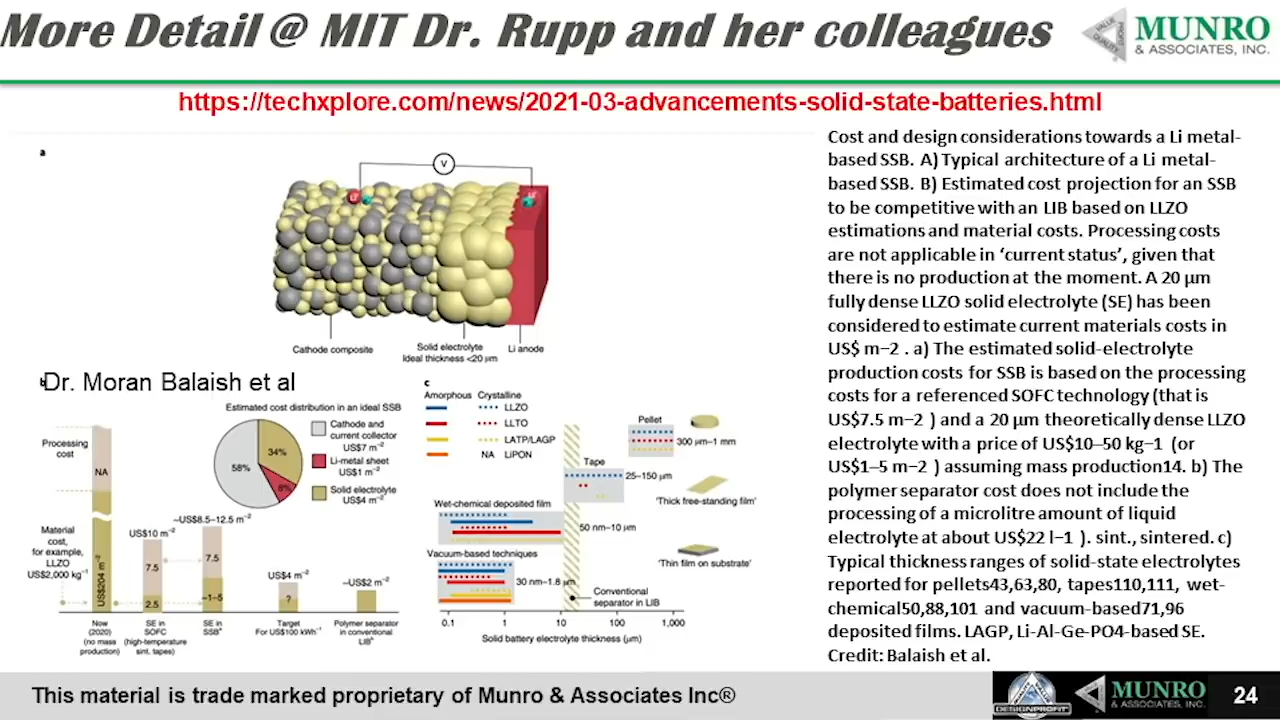 More Detail @ MIT Dr. Rupp and her colleagues
VALUE
QUALITY
MUNRO
& ASSOCIATES, INC.
https://techxplore.com/news/2021-03-advancements-solid-state-batteries.html
a
V
Li+
Li+
Cathode composite
Solid electrolyte
Ideal thickness <20 μm
Li anode
b
Dr. Moran Balaish et al
Estimated cost distribution in an ideal SSB
58%
34%
8%
Cathode and
current collector
US$7 m−2
Li-metal sheet
US$1 m−2
Solid electrolyte
US$4 m−2
Processing
cost
NA
Material
cost,
for example,
LLZO
US$2,000 kg−1
US$204 m−2
US$10 m−2
7.5
2.5
~US$8.5–12.5 m−2
7.5
~1–5
US$4 m−2
?
~US$2 m−2
Now
(2020)
(no mass
production)
SE in
SOFC
(high-temperature
sint. tapes)
SE in
SSBa
Target
For US$100 kWh−1
Polymer separator
in conventional
LIBb
c
Amorphous Crystalline
LLZO
LLTO
LATP/LAGP
NA LiPON
Pellet
300 μm–1 mm
Tape
25–150 μm
'Thick free-standing film'
Wet-chemical deposited film
50 nm–10 μm
'Thin film on substrate'
Vacuum-based techniques
30 nm–1.8 μm
Conventional
separator in LIB
0.1 1 10 100 1,000
Solid battery electrolyte thickness (μm)
Cost and design considerations towards a Li metal-
based SSB. A) Typical architecture of a Li metal-
based SSB. B) Estimated cost projection for an SSB
to be competitive with an LIB based on LLZO
estimations and material costs. Processing costs
are not applicable in ‘current status’, given that
there is no production at the moment. A 20 μm
fully dense LLZO solid electrolyte (SE) has been
considered to estimate current materials costs in
US$ m−2 . a) The estimated solid-electrolyte
production costs for SSB is based on the processing
costs for a referenced SOFC technology (that is
US$7.5 m−2 ) and a 20 μm theoretically dense LLZO
electrolyte with a price of US$10–50 kg−1 (or
US$1–5 m−2 ) assuming mass production14. b) The
polymer separator cost does not include the
processing of a microlitre amount of liquid
electrolyte at about US$22 l−1 ). sint., sintered. c)
Typical thickness ranges of solid-state electrolytes
reported for pellets43,63,80, tapes110,111, wet-
chemical50,88,101 and vacuum-based71,96
deposited films. LAGP, Li-Al-Ge-PO4-based SE.
Credit: Balaish et al.
This material is trade marked proprietary of Munro & Associates Inc®
DESIGNPROFIT
MUNRO
& ASSOCIATES, INC.
24